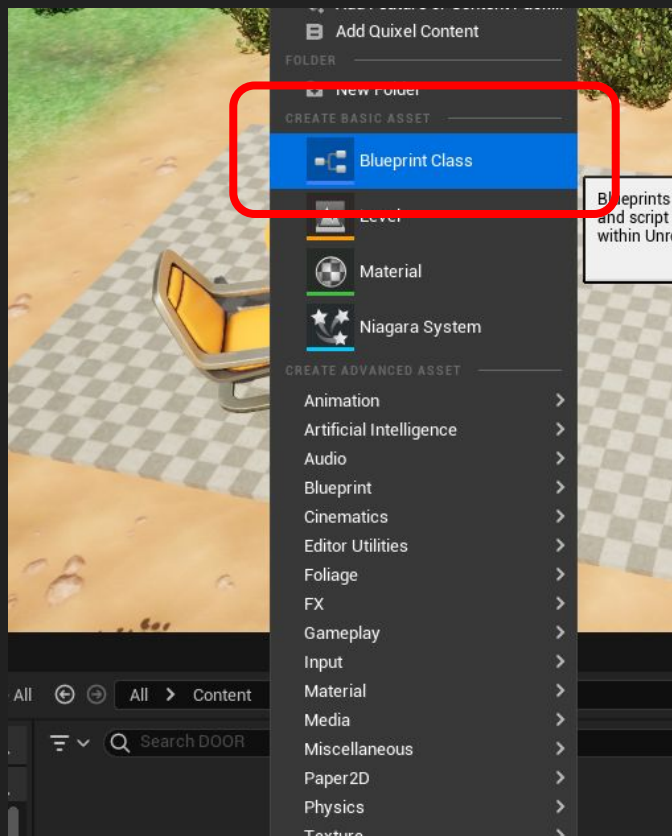 Add Quixel Content
FOLDER
New Folder
CREATE BASIC ASSET
Blueprint Class
Level
Blueprints
and script
within Unr
Material
Niagara System
CREATE ADVANCED ASSET
Animation
Artificial Intelligence
Audio
Blueprint
Cinematics
Editor Utilities
Foliage
FX
Gameplay
Input
Material
Media
Miscellaneous
Paper2D
Physics
Texture
All
All > Content
Search DOOR